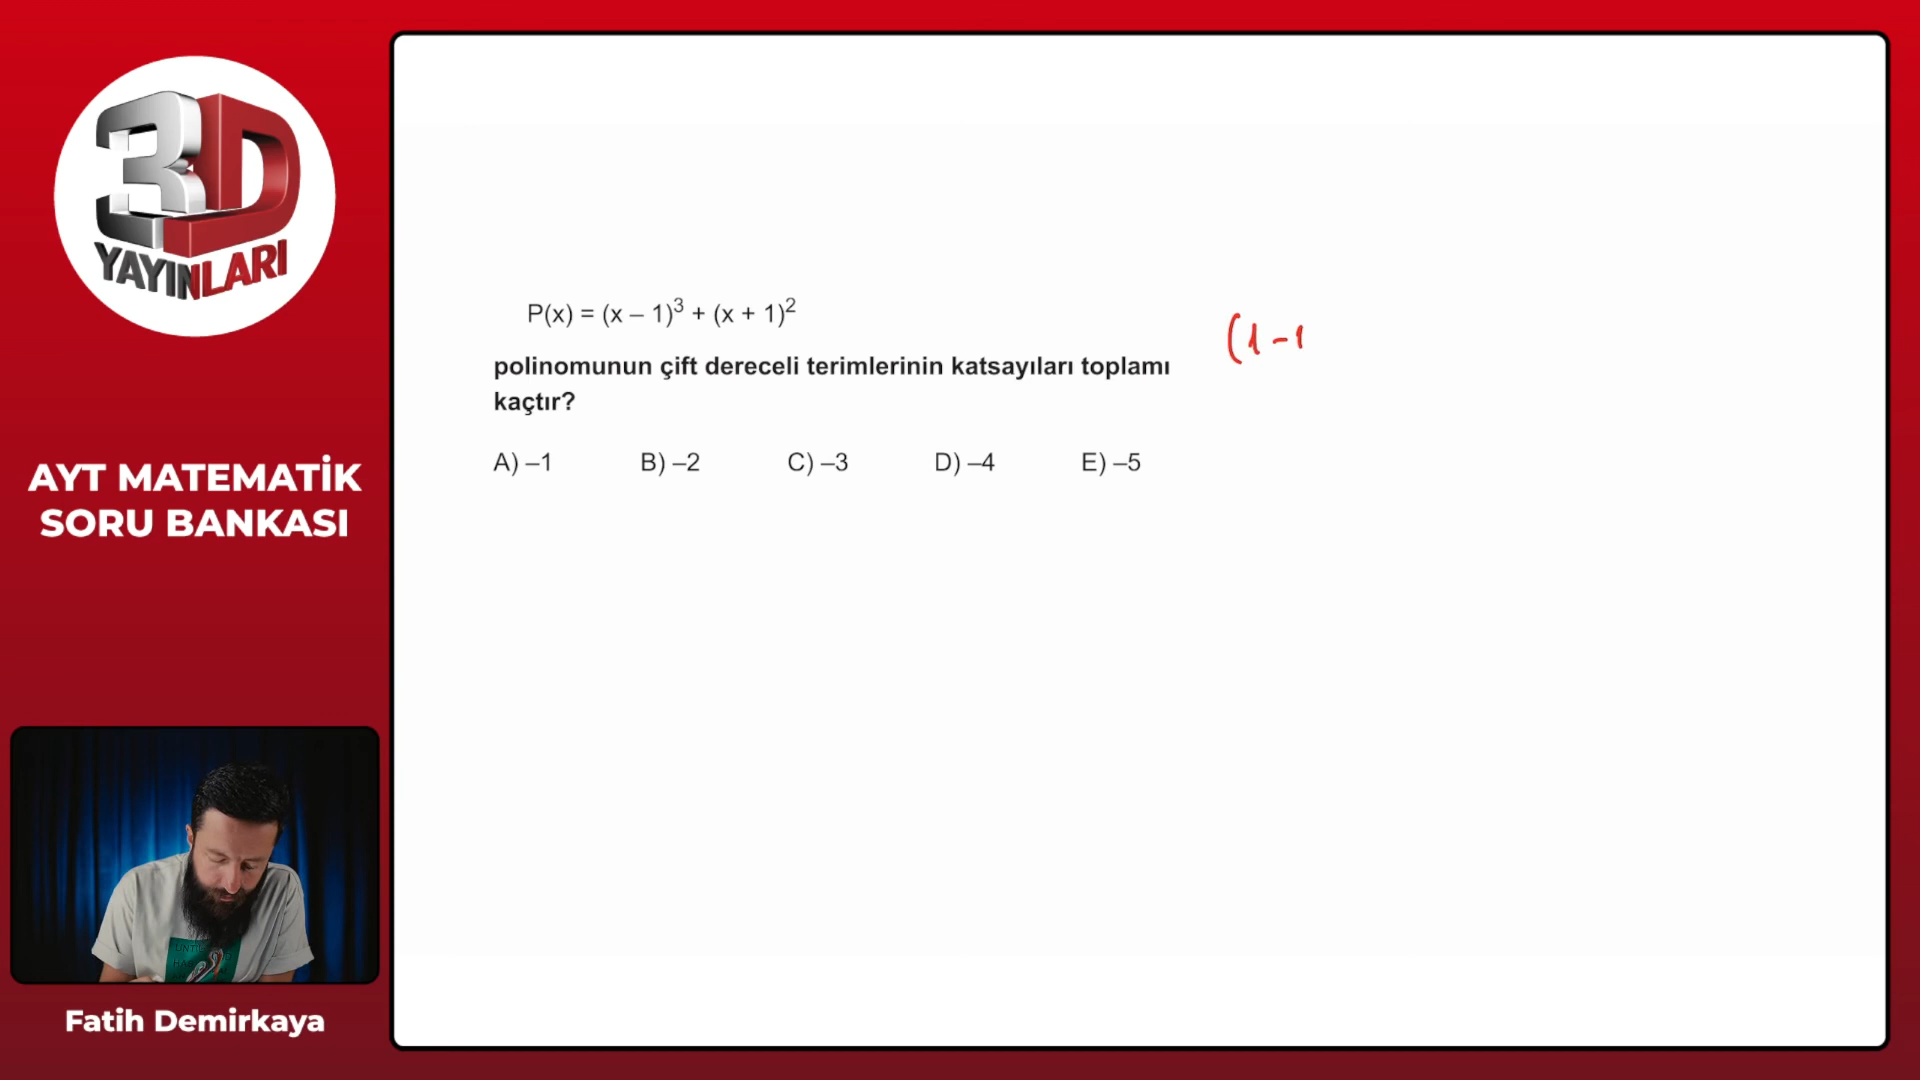 3D
YAYINLARI
AYT MATEMATİK
SORU BANKASI
Fatih Demirkaya
P(x) = (x – 1)³ + (x + 1)²
polinomunun çift dereceli terimlerinin katsayıları toplamı
kaçtır?
A) –1 B) –2 C) –3 D) –4 E) –5
(1 -1